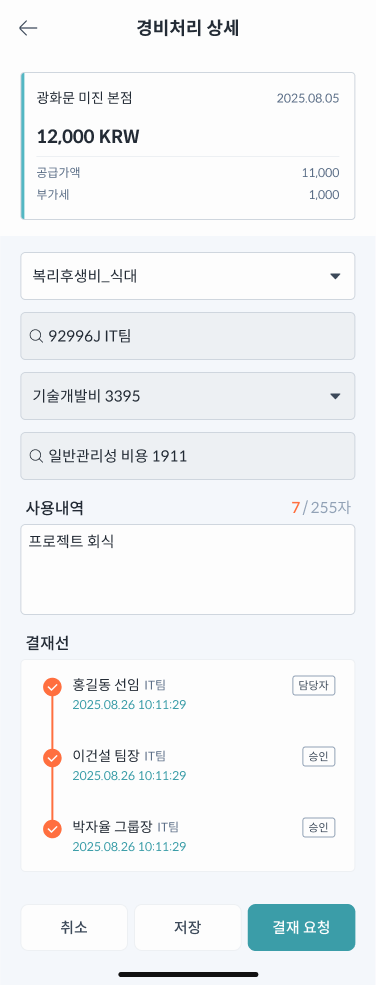 경비처리 상세
광화문 미진 본점 2025.08.05
12,000 KRW
공급가액 11,000
부가세 1,000
복리후생비_식대
92996J IT팀
기술개발비 3395
일반관리성 비용 1911
사용내역 7 / 255자
프로젝트 회식
결재선
홍길동 선임 IT팀 담당자
2025.08.26 10:11:29
이건설 팀장 IT팀 승인
2025.08.26 10:11:29
박자율 그룹장 IT팀 승인
2025.08.26 10:11:29
취소 저장 결재 요청